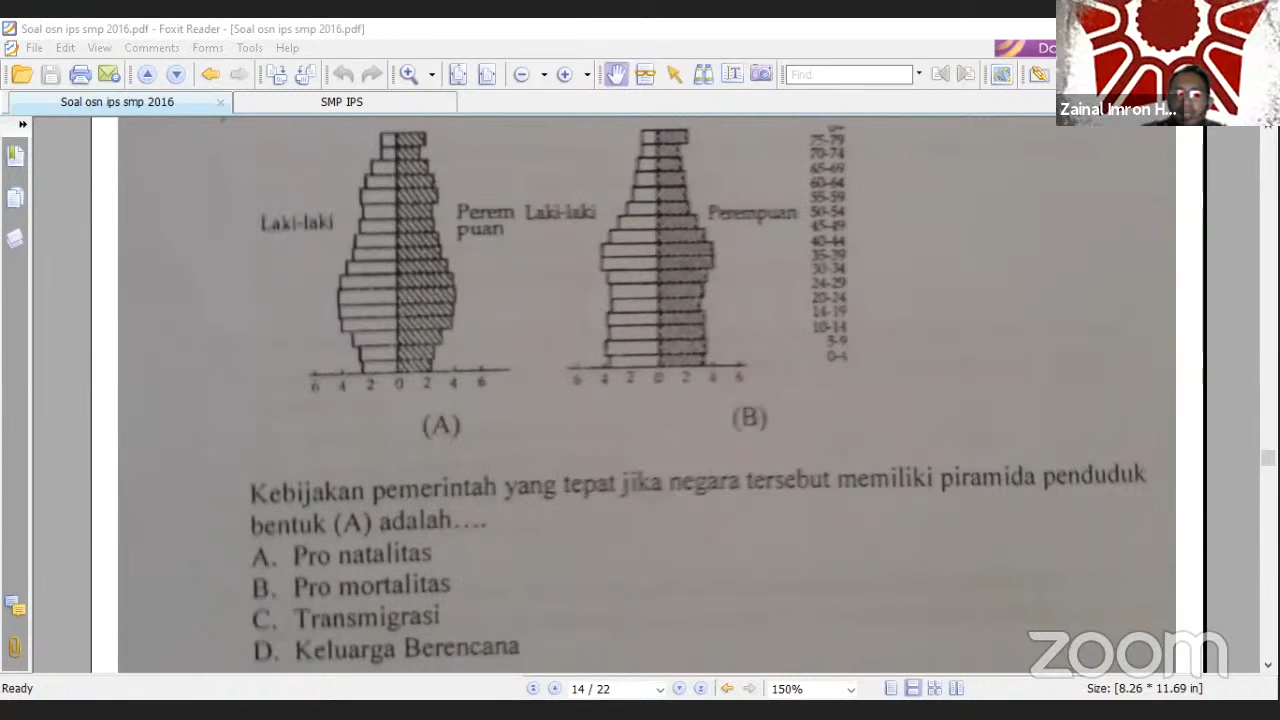 Soal osn ips smp 2016.pdf - Foxit Reader - [Soal osn ips smp 2016.pdf]
File Edit View Comments Forms Tools Help
Find
Zainal Imron H...
Soal osn ips smp 2016 SMP IPS
75-79
70-74
65-69
60-64
55-59
50-54
45-49
40-44
35-39
30-34
24-29
20-24
14-19
10-14
5-9
0-4
Laki-laki Perem Laki-laki Perempuan
puan
6 4 2 0 2 4 6 6 4 2 0 2 4 6
(A) (B)
Kebijakan pemerintah yang tepat jika negara tersebut memiliki piramida penduduk
bentuk (A) adalah....
A. Pro natalitas
B. Pro mortalitas
C. Transmigrasi
D. Keluarga Berencana
zoom
Ready 14 / 22 150% Size: [8.26 * 11.69 in]